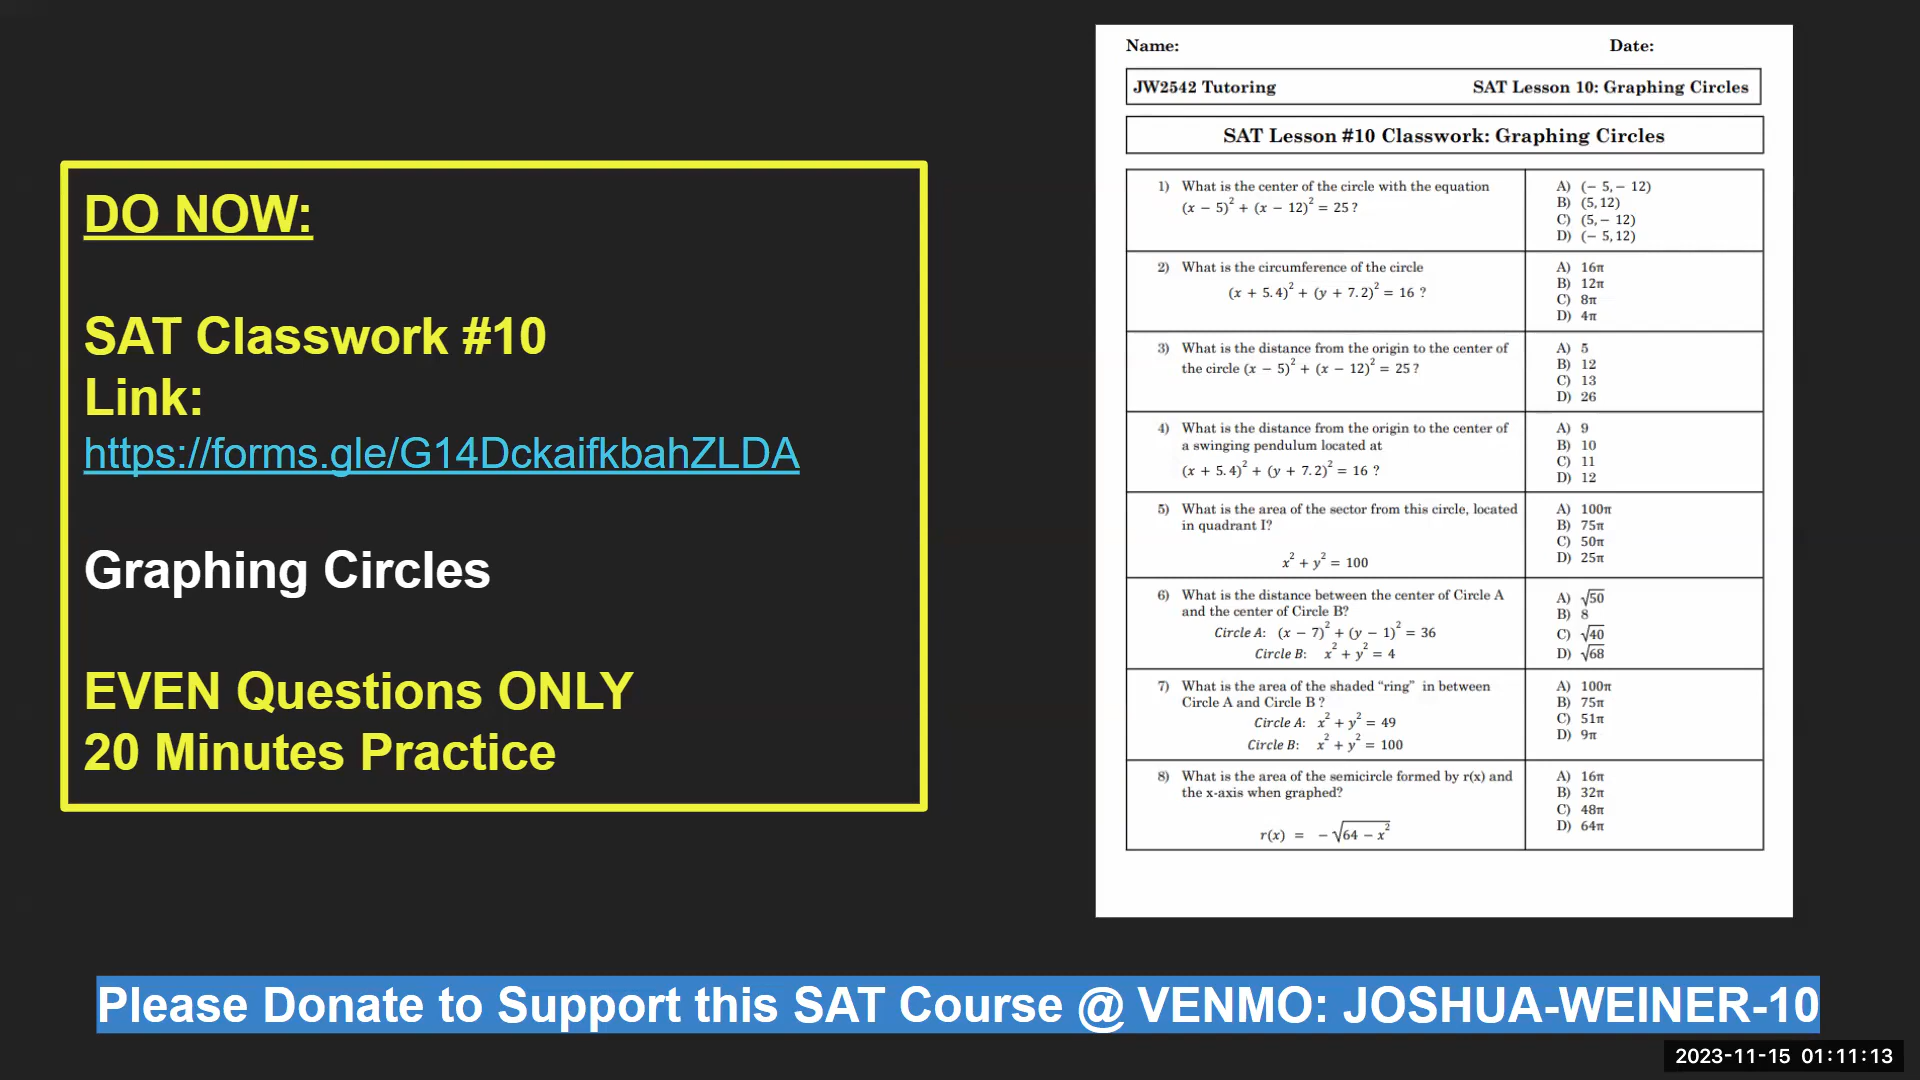 DO NOW:
SAT Classwork #10
Link:
https://forms.gle/G14DckaifkbahZLDA
Graphing Circles
EVEN Questions ONLY
20 Minutes Practice
Name: Date:
JW2542 Tutoring SAT Lesson 10: Graphing Circles
SAT Lesson #10 Classwork: Graphing Circles
1) What is the center of the circle with the equation
(x − 5)² + (x − 12)² = 25 ?
A) (− 5, − 12)
B) (5, 12)
C) (5, − 12)
D) (− 5, 12)
2) What is the circumference of the circle
(x + 5.4)² + (y + 7.2)² = 16 ?
A) 16π
B) 12π
C) 8π
D) 4π
3) What is the distance from the origin to the center of
the circle (x − 5)² + (x − 12)² = 25 ?
A) 5
B) 12
C) 13
D) 26
4) What is the distance from the origin to the center of
a swinging pendulum located at
(x + 5.4)² + (y + 7.2)² = 16 ?
A) 9
B) 10
C) 11
D) 12
5) What is the area of the sector from this circle, located
in quadrant I?
x² + y² = 100
A) 100π
B) 75π
C) 50π
D) 25π
6) What is the distance between the center of Circle A
and the center of Circle B?
Circle A: (x − 7)² + (y − 1)² = 36
Circle B: x² + y² = 4
A) √50
B) 8
C) √40
D) √68
7) What is the area of the shaded “ring” in between
Circle A and Circle B ?
Circle A: x² + y² = 49
Circle B: x² + y² = 100
A) 100π
B) 75π
C) 51π
D) 9π
8) What is the area of the semicircle formed by r(x) and
the x-axis when graphed?
r(x) = − √64 − x²
A) 16π
B) 32π
C) 48π
D) 64π
Please Donate to Support this SAT Course @ VENMO: JOSHUA-WEINER-10
2023-11-15 01:11:13